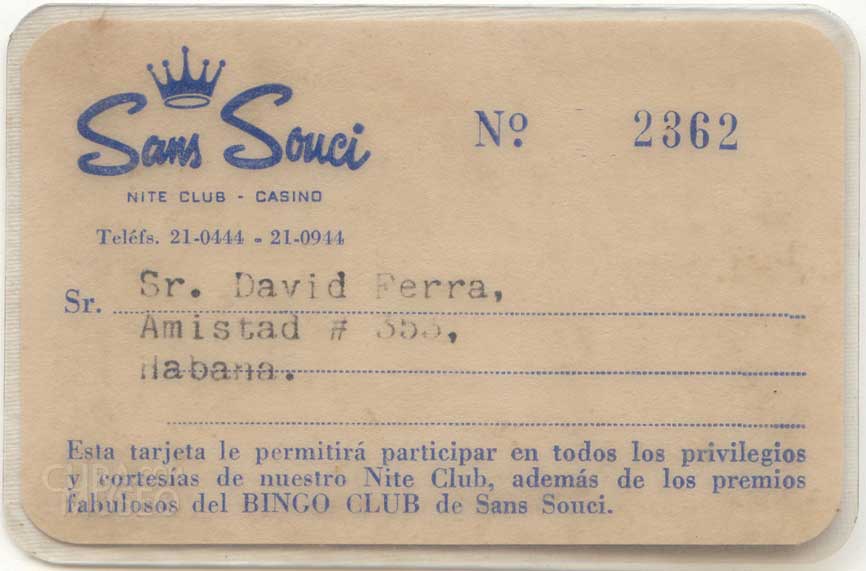 Sans Souci
NITE CLUB - CASINO
Teléfs. 21-0444 - 21-0944
Nº 2362
Sr. Sr. David Ferra,
Amistad #
Habana.
Esta tarjeta le permitirá participar en todos los privilegios
y cortesías de nuestro Nite Club, además de los premios
fabulosos del BINGO CLUB de Sans Souci.